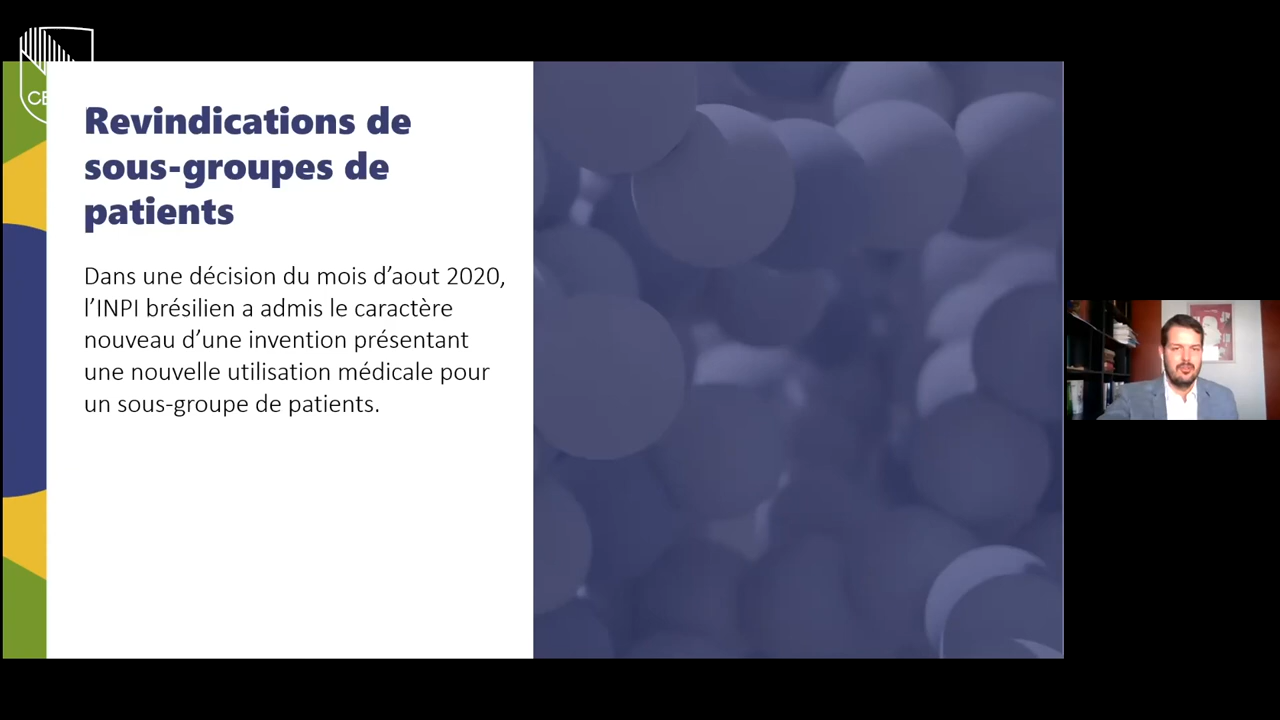 Revindications de
sous-groupes de
patients
Dans une décision du mois d’aout 2020,
l’INPI brésilien a admis le caractère
nouveau d’une invention présentant
une nouvelle utilisation médicale pour
un sous-groupe de patients.